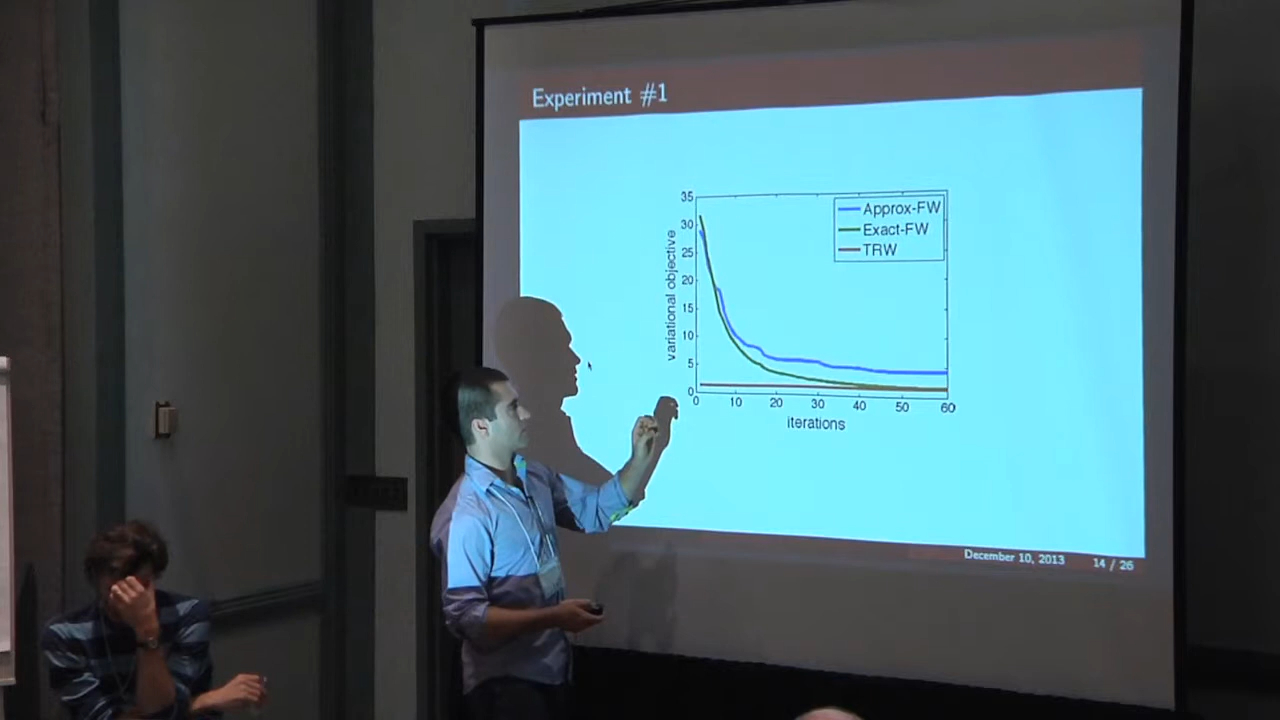 Experiment #1
35
30
25
20
15
10
5
0
variational objective
Approx-FW
Exact-FW
TRW
0 10 20 30 40 50 60
iterations
December 10, 2013 14 / 26